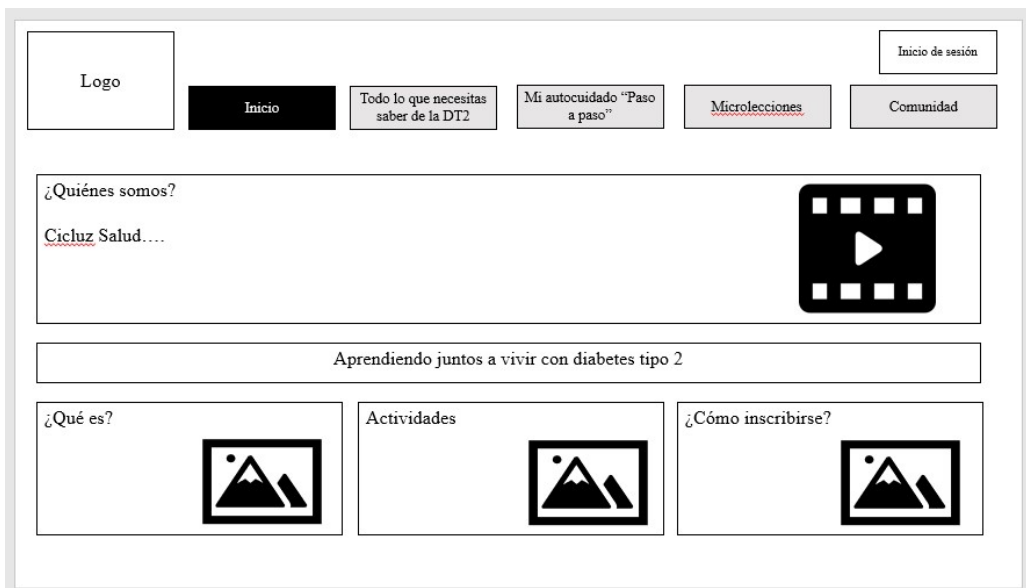 Logo
Inicio de sesión
Inicio
Todo lo que necesitas
saber de la DT2
Mi autocuidado “Paso
a paso”
Microlecciones
Comunidad
¿Quiénes somos?
Cicluz Salud….
Aprendiendo juntos a vivir con diabetes tipo 2
¿Qué es?
Actividades
¿Cómo inscribirse?